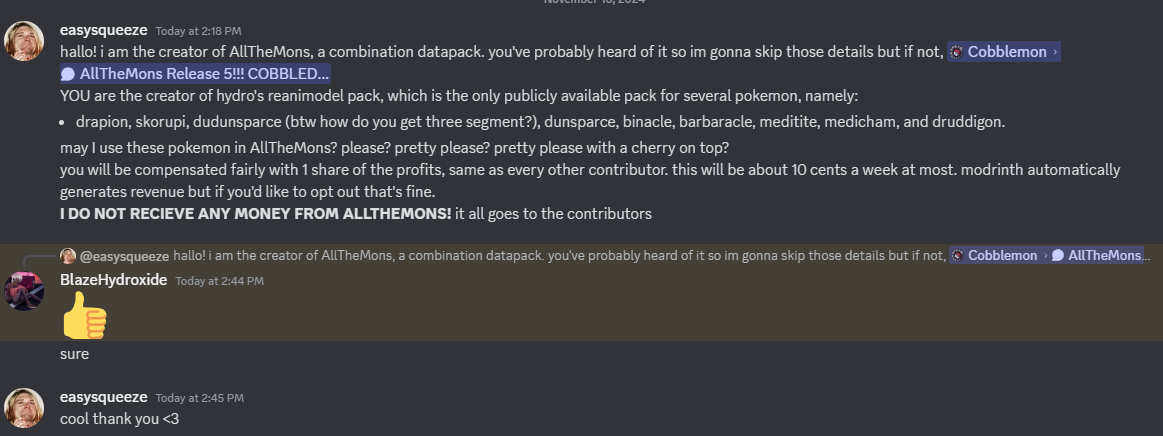 November 16, 2024
easysqueeze Today at 2:18 PM
hallo! i am the creator of AllTheMons, a combination datapack. you've probably heard of it so im gonna skip those details but if not, Cobblemon ›
AllTheMons Release 5!!! COBBLED...
YOU are the creator of hydro's reanimodel pack, which is the only publicly available pack for several pokemon, namely:
• drapion, skorupi, dudunsparce (btw how do you get three segment?), dunsparce, binacle, barbaracle, meditite, medicham, and druddigon.
may I use these pokemon in AllTheMons? please? pretty please? pretty please with a cherry on top?
you will be compensated fairly with 1 share of the profits, same as every other contributor. this will be about 10 cents a week at most. modrinth automatically
generates revenue but if you'd like to opt out that's fine.
I DO NOT RECIEVE ANY MONEY FROM ALLTHEMONS! it all goes to the contributors
@easysqueeze hallo! i am the creator of AllTheMons, a combination datapack. you've probably heard of it so im gonna skip those details but if not, Cobblemon › AllTheMons...
BlazeHydroxide Today at 2:44 PM
sure
easysqueeze Today at 2:45 PM
cool thank you <3